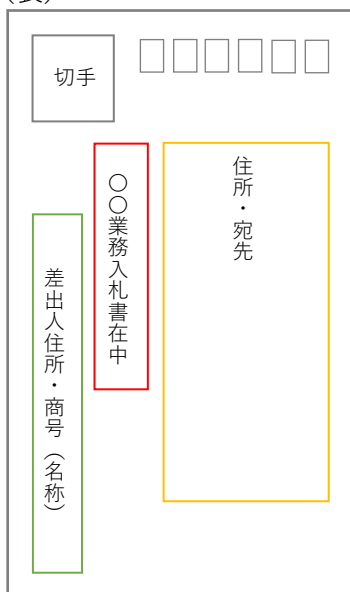 （表）
切手
住所・宛先
〇〇業務入札書在中
差出人住所・商号（名称）